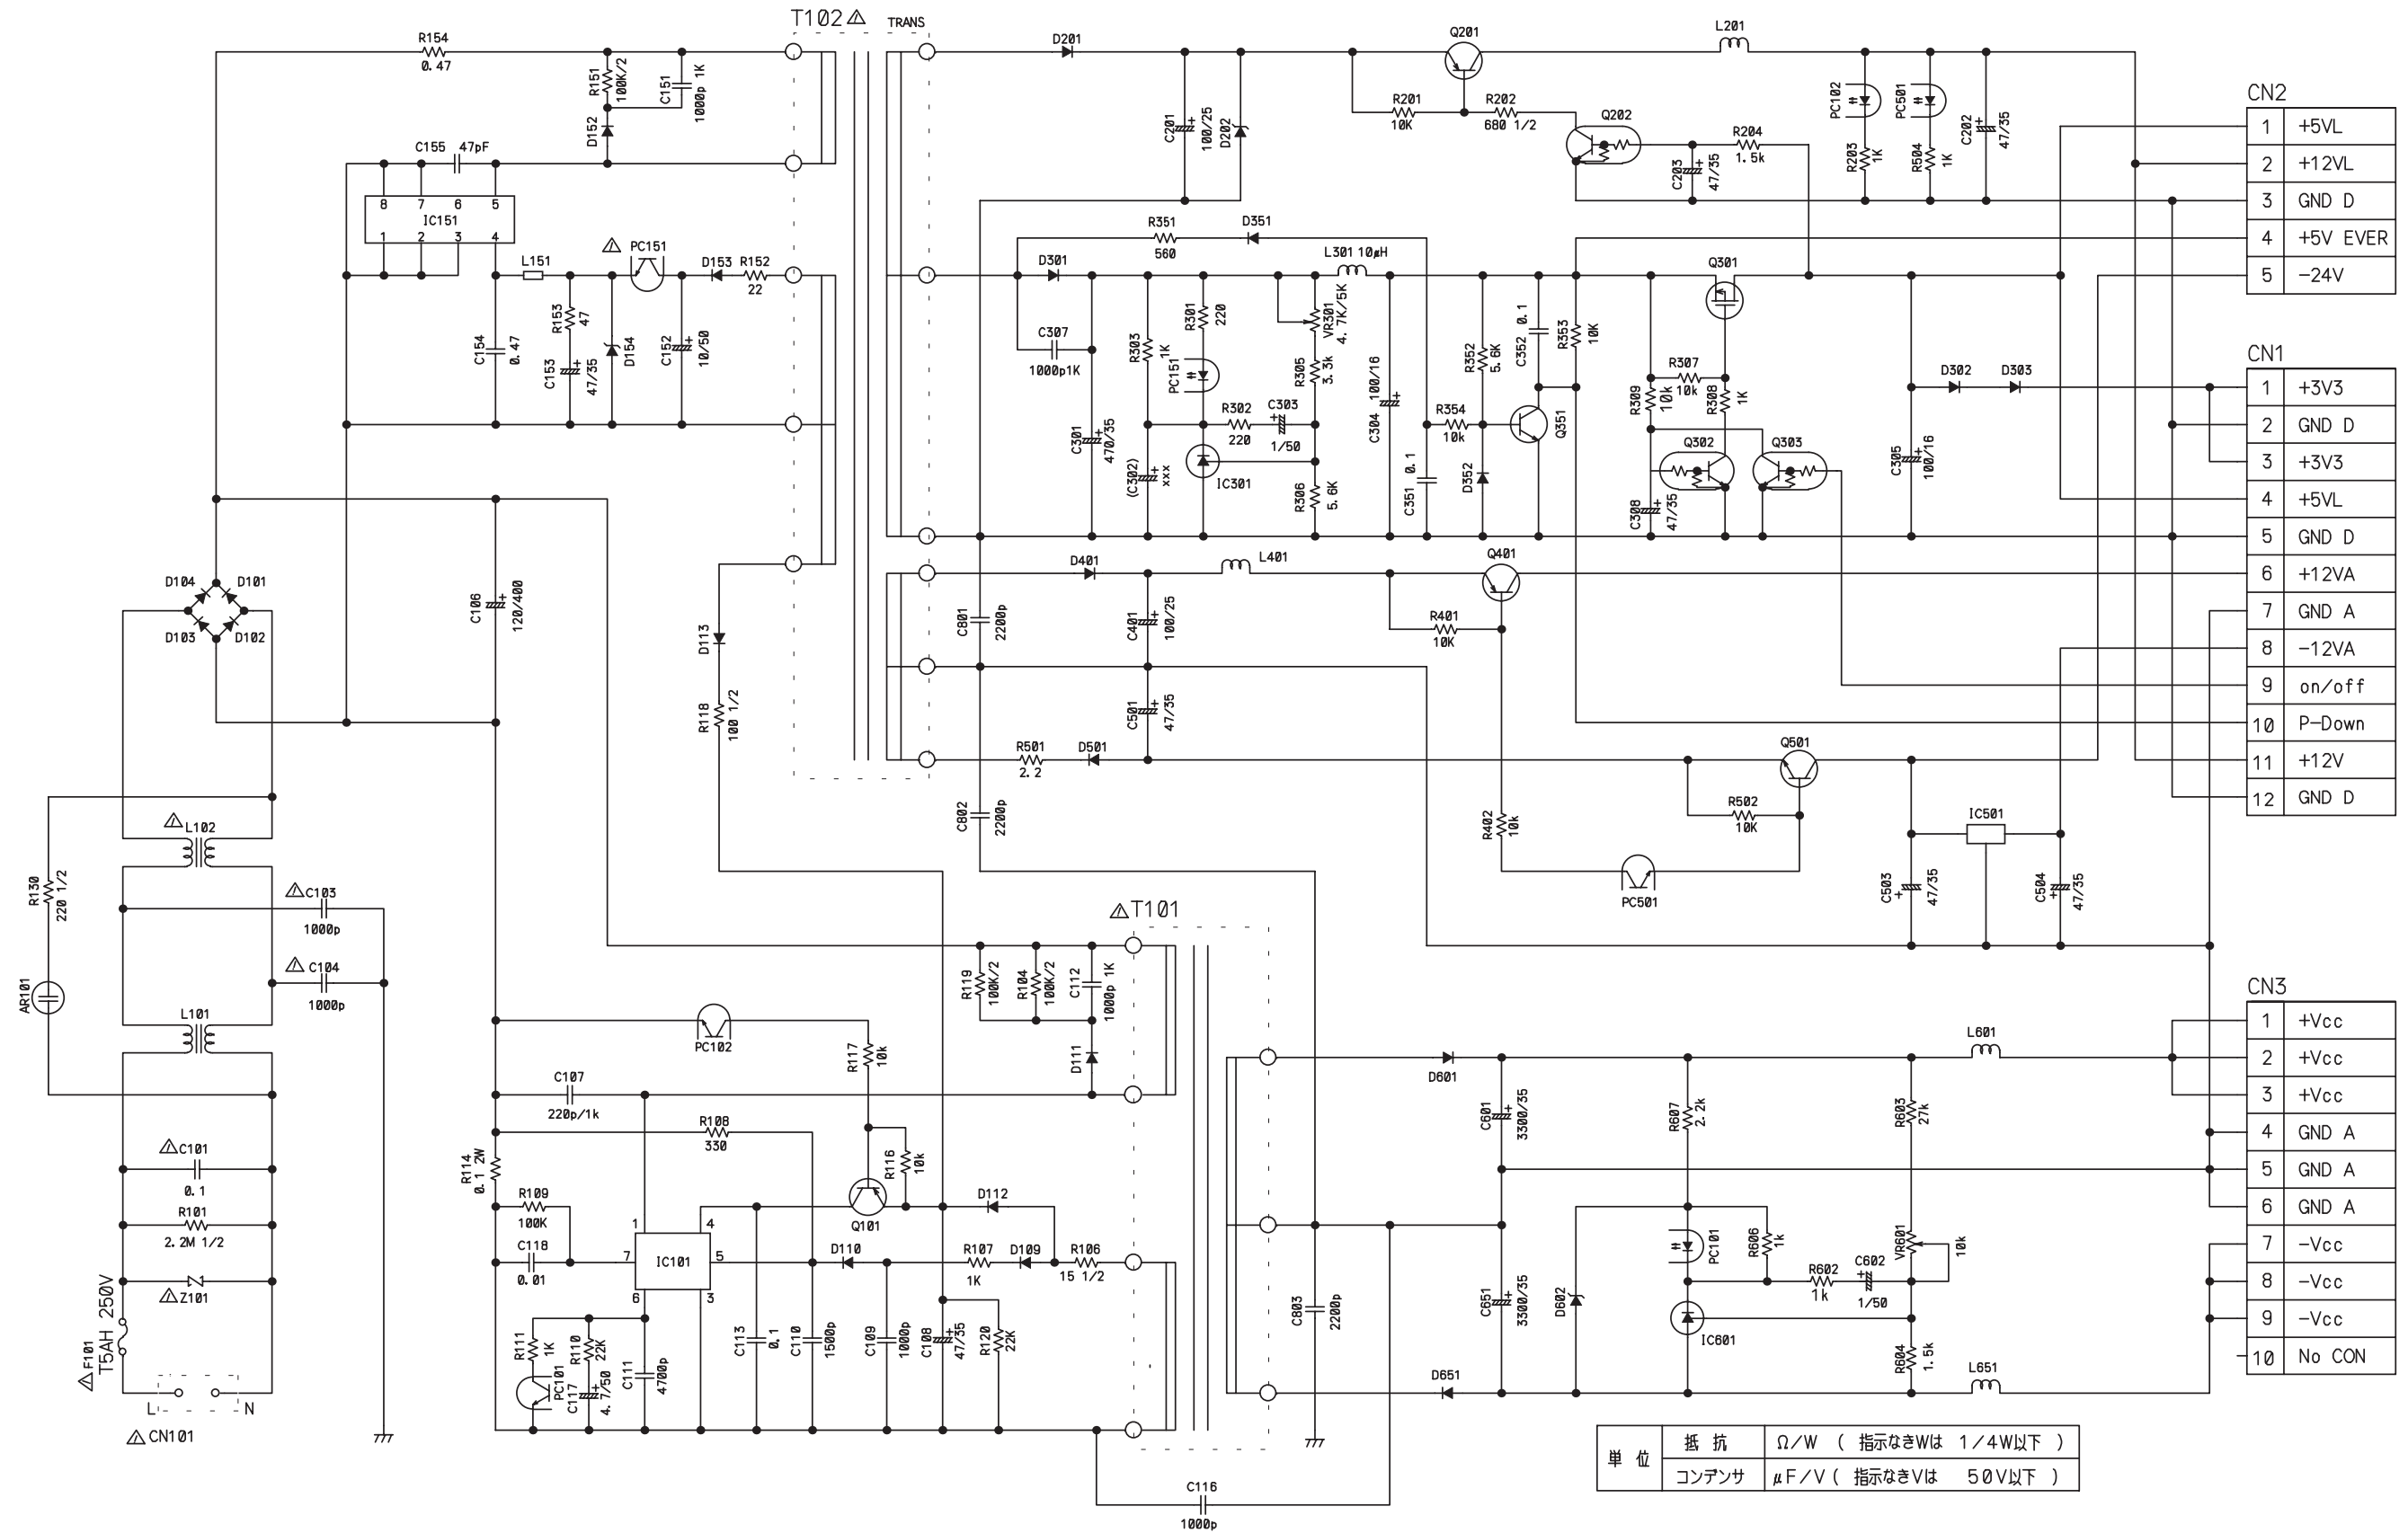 T102 TRANS
R154
0.47
R151
100K/2
C151
1000p 1K
D152
C155 47pF
8 7 6 5
IC151
1 2 3 4
L151
PC151
D153
R152
22
C154
0.47
R153
47
C153
47/35
D154
C152
10/50
D104
D101
D103
D102
C106
120/400
D113
R118
100 1/2
L102
R130
220 1/2
C103
1000p
C104
1000p
AR101
L101
C101
0.1
R101
2.2M 1/2
Z101
F101
T5AH 250V
L
N
CN101
D201
C201
100/25
D202
Q201
R201
10K
R202
680 1/2
Q202
L201
R204
1.5k
C203
47/35
PC102
R203
1K
PC501
R504
1K
C202
47/35
R351
560
D351
D301
C307
1000p1K
C301
470/35
R303
1K
(C302)
xx
R301
220
PC151
R302
220
C303
1/50
IC301
L301 10μH
VR301
4.7K/5K
R305
3.3k
R306
5.6K
C304 100/16
C351 0.1
R354
10k
R352
5.6K
D352
C352 0.1
Q351
R353
10K
Q301
R307
10k
R309
10k
R308
1K
Q302
Q303
C308
47/35
C305
100/16
D302
D303
D401
L401
Q401
C801
2200p
C401
100/25
R401
10K
C501
47/35
R501
2.2
D501
Q501
C802
2200p
R402
10k
R502
10K
PC501
IC501
C503
47/35
C504
47/35
CN2
1 +5VL
2 +12VL
3 GND D
4 +5V EVER
5 -24V
CN1
1 +3V3
2 GND D
3 +3V3
4 +5VL
5 GND D
6 +12VA
7 GND A
8 -12VA
9 on/off
10 P-Down
11 +12V
12 GND D
T101
R119
100K/2
R104
100K/2
C112
1000p 1K
D111
PC102
R117
10k
C107
220p/1k
R108
330
R114
0.1 2W
R109
100K
C118
0.01
R116
10k
Q101
D112
1 4
7 IC101 5
6 3
D110
R107
1K
D109
R106
15 1/2
R111
1K
R110
22K
PC101
C117
4.7/50
C111
4700p
C113
0.1
C110
1500p
C109
1000p
C108
47/35
R120
22K
C803
2200p
C116
1000p
D601
L601
C601
3300/35
R607
2.2k
R603
27k
PC101
R606
1k
VR601
10k
R602
1k
C602
1/50
D602
C651
3300/35
IC601
R604
1.5k
D651
L651
CN3
1 +Vcc
2 +Vcc
3 +Vcc
4 GND A
5 GND A
6 GND A
7 -Vcc
8 -Vcc
9 -Vcc
10 No CON
単位 抵抗 Ω/W ( 指示なきWは 1/4W以下 )
コンデンサ μF/V ( 指示なきVは 50V以下 )